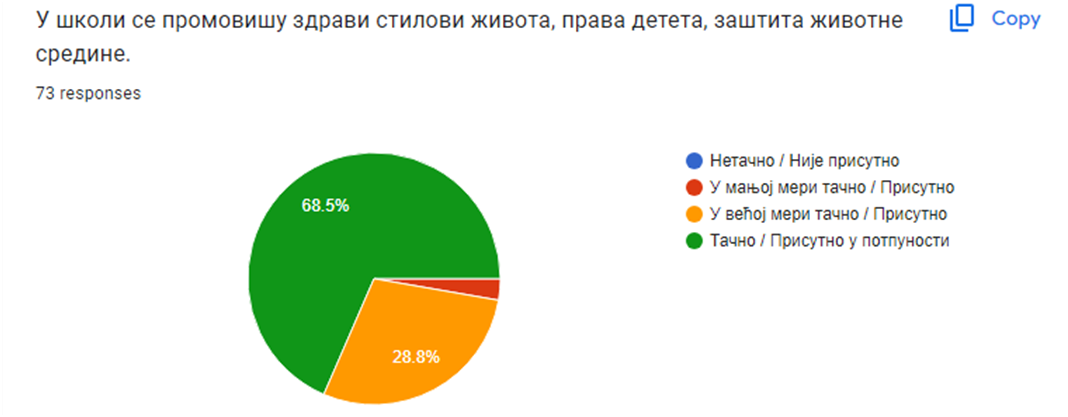 У школи се промовишу здрави стилови живота, права детета, заштита животне
средине.
Copy
73 responses
68.5%
28.8%
Нетачно / Није присутно
У мањој мери тачно / Присутно
У већој мери тачно / Присутно
Тачно / Присутно у потпуности